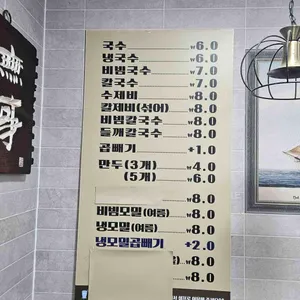 국수 ₩6.0
냉국수 ₩6.0
비빔국수 ₩7.0
칼국수 ₩7.0
수제비 ₩8.0
칼제비(섞어) ₩8.0
비빔칼국수 ₩8.0
들깨칼국수 ₩8.0
곱빼기 +1.0
만두(3개) ₩4.0
(5개) ₩6.0
₩8.0
비빔모밀(여름) ₩8.0
냉모밀(여름) ₩8.0
냉모밀곱빼기 +2.0
) ₩8.0
₩8.0